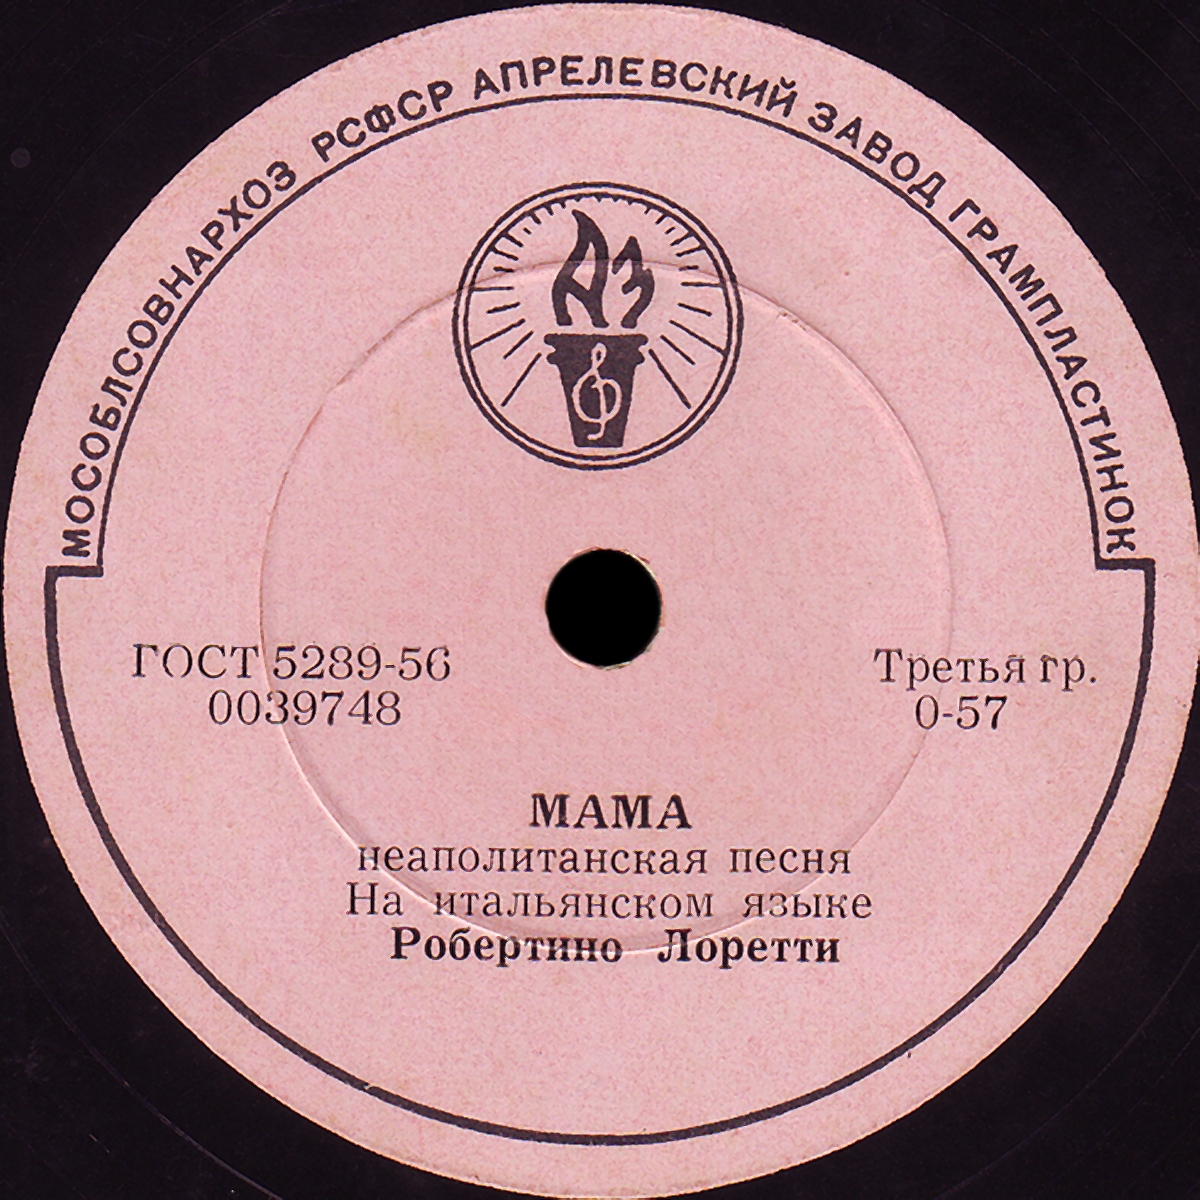 МОСОБЛСОВНАРХОЗ РСФСР АПРЕЛЕВСКИЙ ЗАВОД ГРАМПЛАСТИНОК
АЗ
ГОСТ 5289-56
0039748
Третья гр.
0-57
МАМА
неаполитанская песня
На итальянском языке
Робертино Лоретти